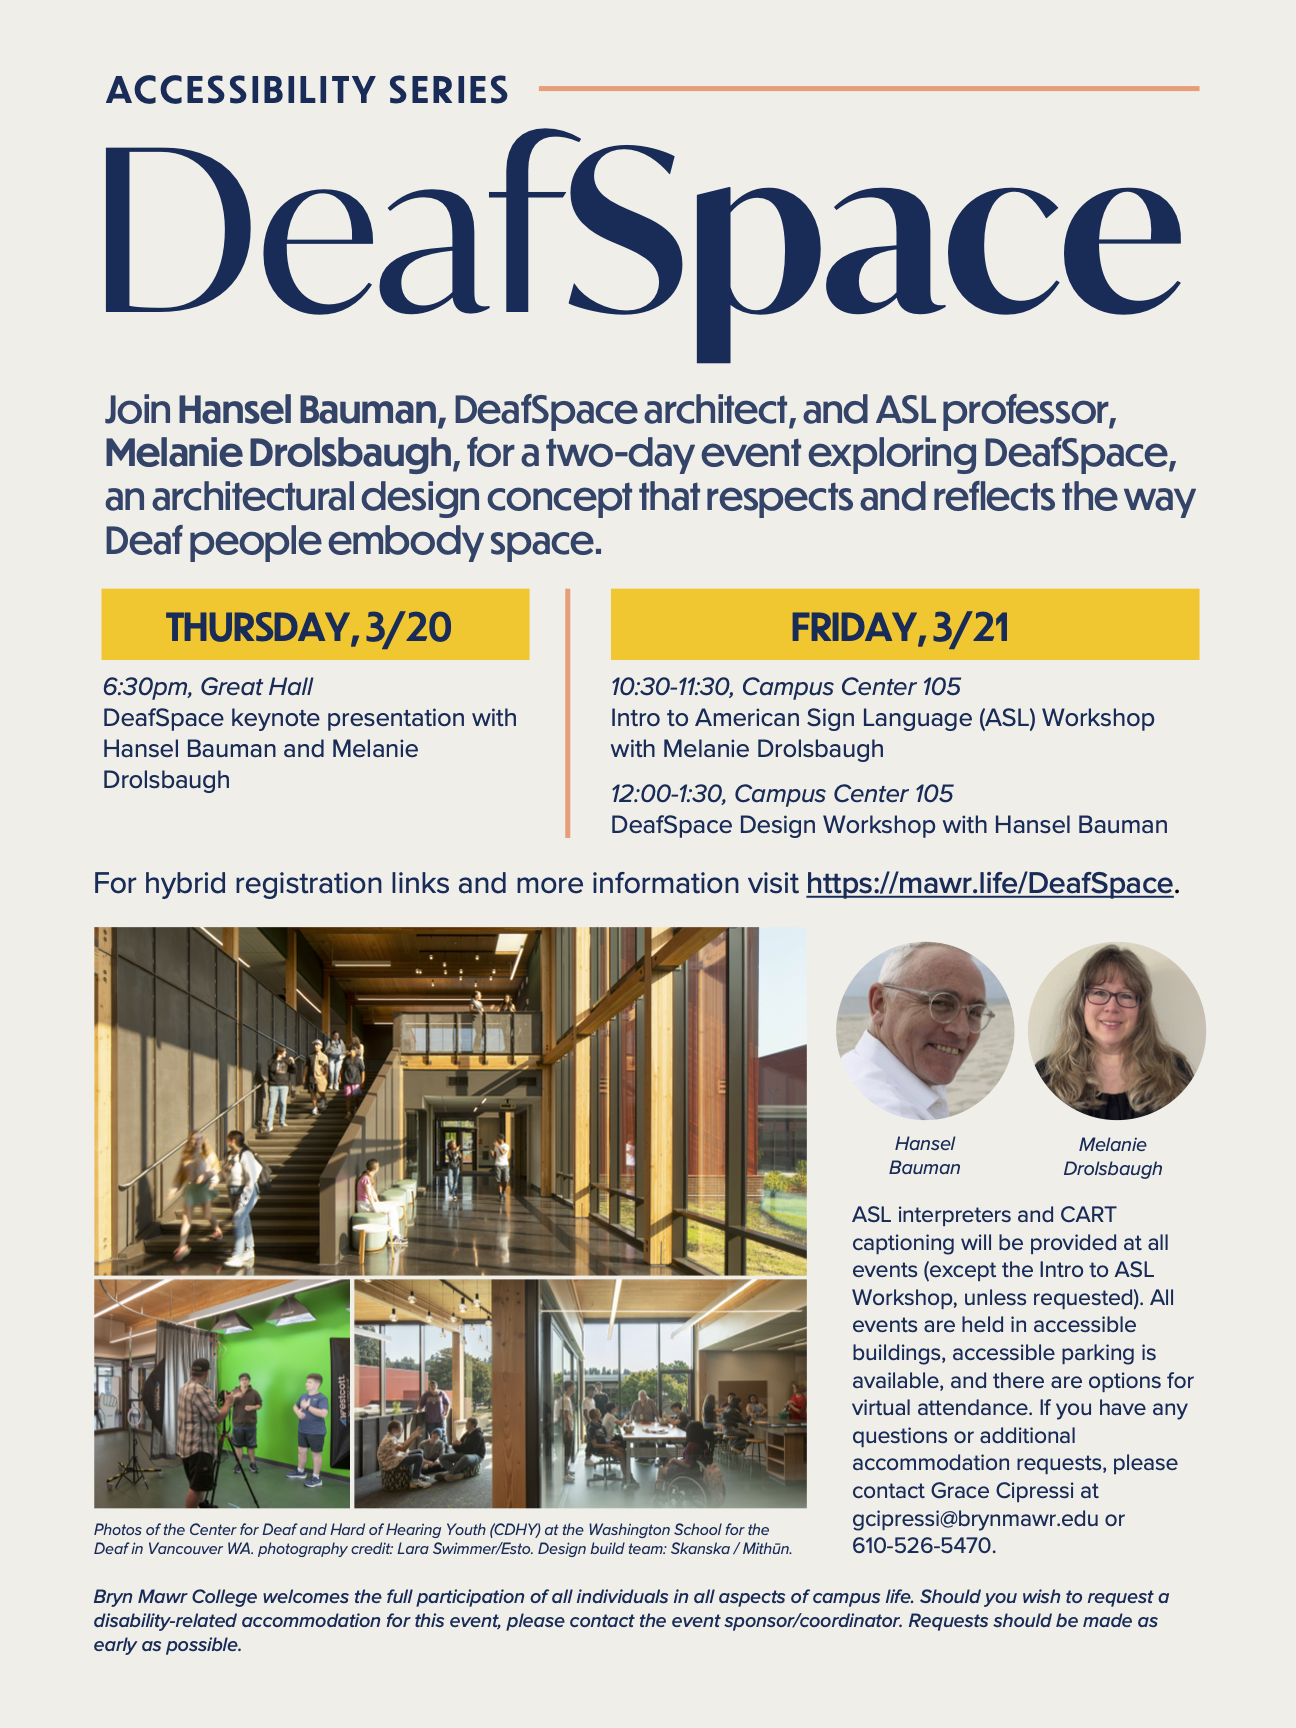 ACCESSIBILITY SERIES
DeafSpace
Join Hansel Bauman, DeafSpace architect, and ASL professor,
Melanie Drolsbaugh, for a two-day event exploring DeafSpace,
an architectural design concept that respects and reflects the way
Deaf people embody space.
THURSDAY, 3/20
6:30pm, Great Hall
DeafSpace keynote presentation with
Hansel Bauman and Melanie
Drolsbaugh
FRIDAY, 3/21
10:30-11:30, Campus Center 105
Intro to American Sign Language (ASL) Workshop
with Melanie Drolsbaugh
12:00-1:30, Campus Center 105
DeafSpace Design Workshop with Hansel Bauman
For hybrid registration links and more information visit https://mawr.life/DeafSpace.
westcott
Photos of the Center for Deaf and Hard of Hearing Youth (CDHY) at the Washington School for the
Deaf in Vancouver WA. photography credit: Lara Swimmer/Esto. Design build team: Skanska / Mithūn.
Hansel
Bauman
Melanie
Drolsbaugh
ASL interpreters and CART
captioning will be provided at all
events (except the Intro to ASL
Workshop, unless requested). All
events are held in accessible
buildings, accessible parking is
available, and there are options for
virtual attendance. If you have any
questions or additional
accommodation requests, please
contact Grace Cipressi at
gcipressi@brynmawr.edu or
610-526-5470.
Bryn Mawr College welcomes the full participation of all individuals in all aspects of campus life. Should you wish to request a
disability-related accommodation for this event, please contact the event sponsor/coordinator. Requests should be made as
early as possible.